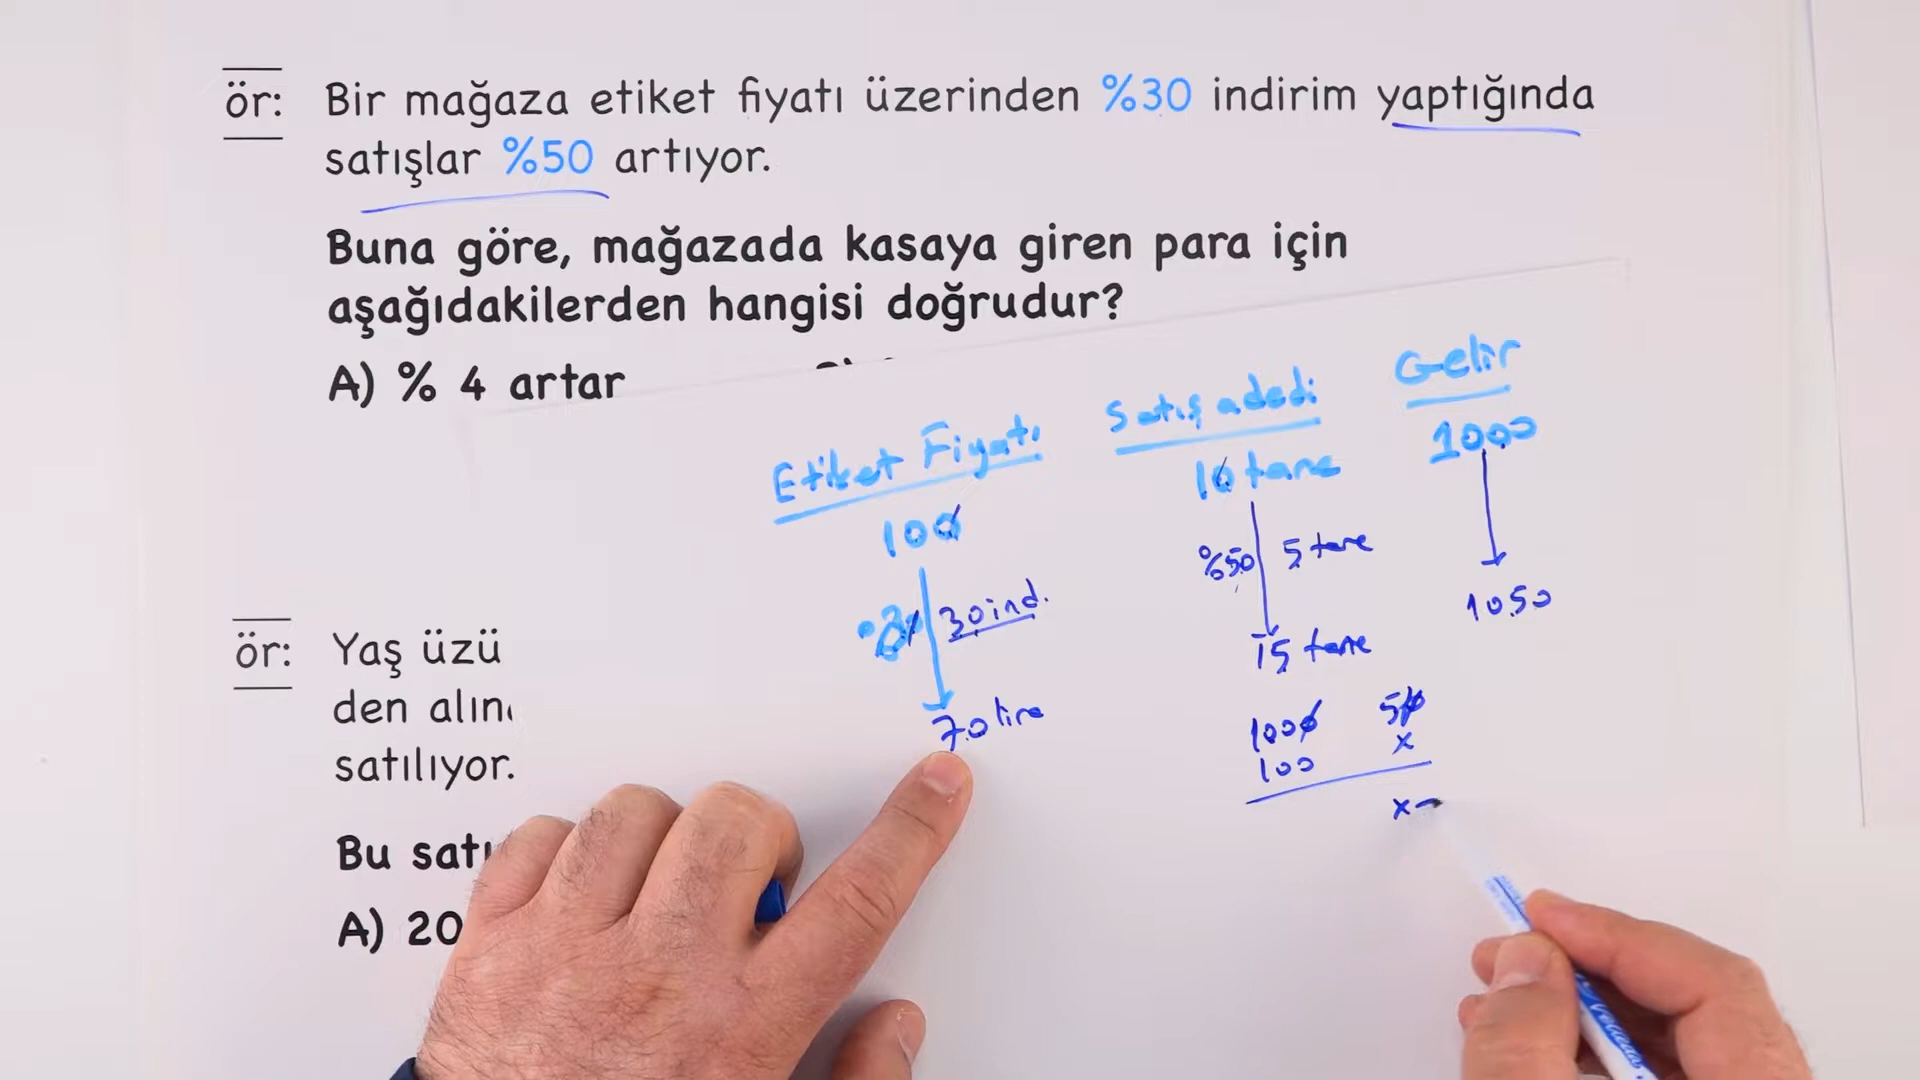 ör: Bir mağaza etiket fiyatı üzerinden %30 indirim yaptığında
satışlar %50 artıyor.
Buna göre, mağazada kasaya giren para için
aşağıdakilerden hangisi doğrudur?
A) % 4 artar
Etiket Fiyatı Satış adedi Gelir
100 10 tane 1000
30 ind. %50 5 tane
70 lira 15 tane 1050
1000 50
100 x
x
ör: Yaş üzü
den alın
satılıyor.
Bu satı
A) 20